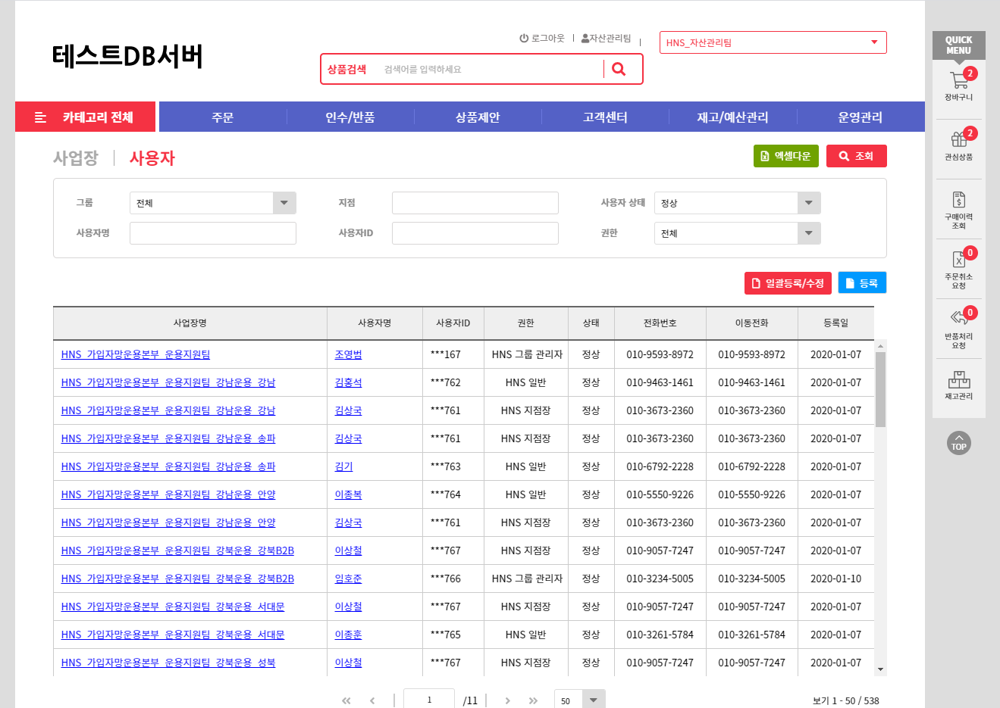 로그아웃 | 자산관리팀 |
HNS_자산관리팀
테스트DB서버
상품검색 검색어를 입력하세요
카테고리 전체 주문 인수/반품 상품제안 고객센터 재고/예산관리 운영관리
사업장 | 사용자
엑셀다운 조회
그룹 전체 지점 사용자 상태 정상
사용자명 사용자ID 권한 전체
일괄등록/수정 등록
사업장명 사용자명 사용자ID 권한 상태 전화번호 이동전화 등록일
HNS_가입자망운용본부_운용지원팀 조영범 ***167 HNS 그룹 관리자 정상 010-9593-8972 010-9593-8972 2020-01-07
HNS_가입자망운용본부_운용지원팀_강남운용_강남 김홍석 ***762 HNS 일반 정상 010-9463-1461 010-9463-1461 2020-01-07
HNS_가입자망운용본부_운용지원팀_강남운용_강남 김상국 ***761 HNS 지점장 정상 010-3673-2360 010-3673-2360 2020-01-07
HNS_가입자망운용본부_운용지원팀_강남운용_송파 김상국 ***761 HNS 지점장 정상 010-3673-2360 010-3673-2360 2020-01-07
HNS_가입자망운용본부_운용지원팀_강남운용_송파 김기 ***763 HNS 일반 정상 010-6792-2228 010-6792-2228 2020-01-07
HNS_가입자망운용본부_운용지원팀_강남운용_안양 이종복 ***764 HNS 일반 정상 010-5550-9226 010-5550-9226 2020-01-07
HNS_가입자망운용본부_운용지원팀_강남운용_안양 김상국 ***761 HNS 지점장 정상 010-3673-2360 010-3673-2360 2020-01-07
HNS_가입자망운용본부_운용지원팀_강북운용_강북B2B 이상철 ***767 HNS 지점장 정상 010-9057-7247 010-9057-7247 2020-01-07
HNS_가입자망운용본부_운용지원팀_강북운용_강북B2B 임호준 ***766 HNS 그룹 관리자 정상 010-3234-5005 010-3234-5005 2020-01-10
HNS_가입자망운용본부_운용지원팀_강북운용_서대문 이상철 ***767 HNS 지점장 정상 010-9057-7247 010-9057-7247 2020-01-07
HNS_가입자망운용본부_운용지원팀_강북운용_서대문 이종훈 ***765 HNS 일반 정상 010-3261-5784 010-3261-5784 2020-01-07
HNS_가입자망운용본부_운용지원팀_강북운용_성북 이상철 ***767 HNS 지점장 정상 010-9057-7247 010-9057-7247 2020-01-07
1 /11 50 보기 1 - 50 / 538
QUICK
MENU
2
장바구니
2
관심상품
구매이력
조회
0
주문취소
요청
0
반품처리
요청
재고관리
TOP